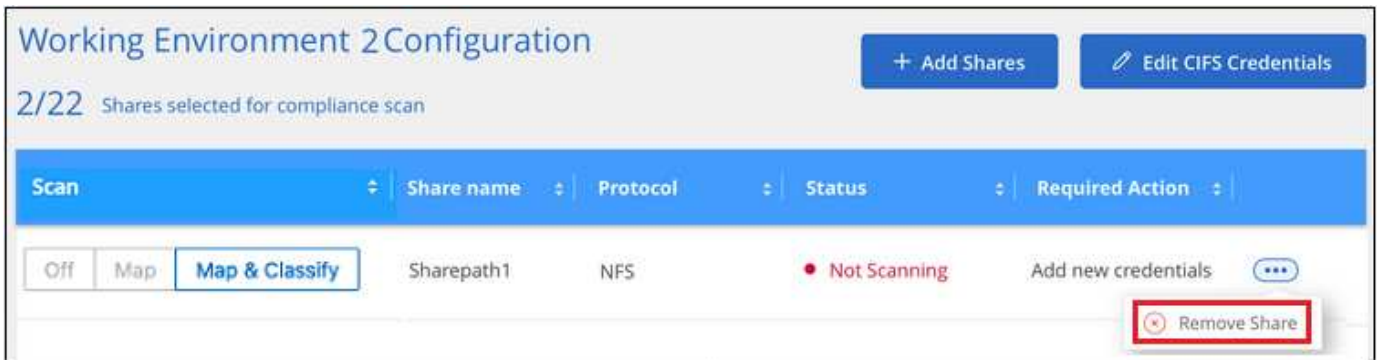 Working Environment 2 Configuration
+ Add Shares
Edit CIFS Credentials
2/22 Shares selected for compliance scan
Scan Share name Protocol Status Required Action
Off Map Map & Classify Sharepath1 NFS Not Scanning Add new credentials
Remove Share